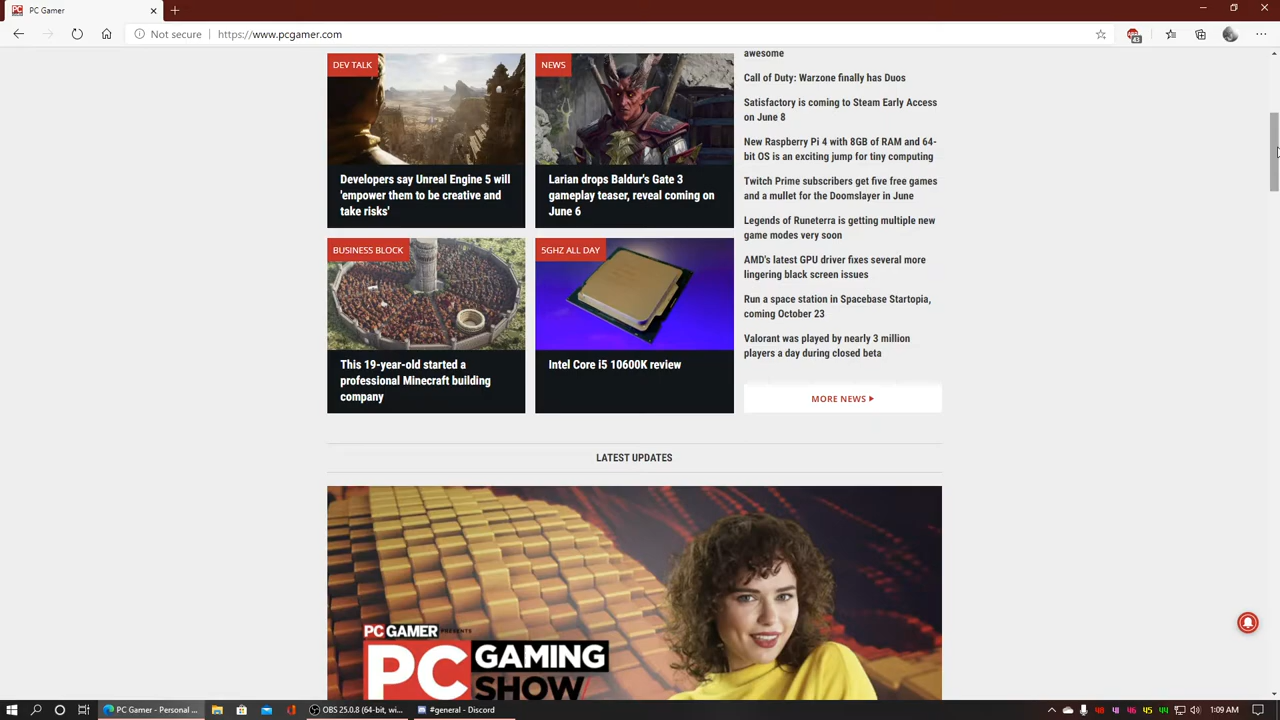 PC Gamer
Not secure
https://www.pcgamer.com
43
DEV TALK
Developers say Unreal Engine 5 will
'empower them to be creative and
take risks'
NEWS
Larian drops Baldur's Gate 3
gameplay teaser, reveal coming on
June 6
BUSINESS BLOCK
This 19-year-old started a
professional Minecraft building
company
5GHZ ALL DAY
Intel Core i5 10600K review
awesome
Call of Duty: Warzone finally has Duos
Satisfactory is coming to Steam Early Access
on June 8
New Raspberry Pi 4 with 8GB of RAM and 64-
bit OS is an exciting jump for tiny computing
Twitch Prime subscribers get five free games
and a mullet for the Doomslayer in June
Legends of Runeterra is getting multiple new
game modes very soon
AMD's latest GPU driver fixes several more
lingering black screen issues
Run a space station in Spacebase Startopia,
coming October 23
Valorant was played by nearly 3 million
players a day during closed beta
MORE NEWS
LATEST UPDATES
PC GAMER PRESENTS
PC GAMING
SHOW
PC Gamer - Personal ...
OBS 25.0.8 (64-bit, wi...
#general - Discord
1:09 AM